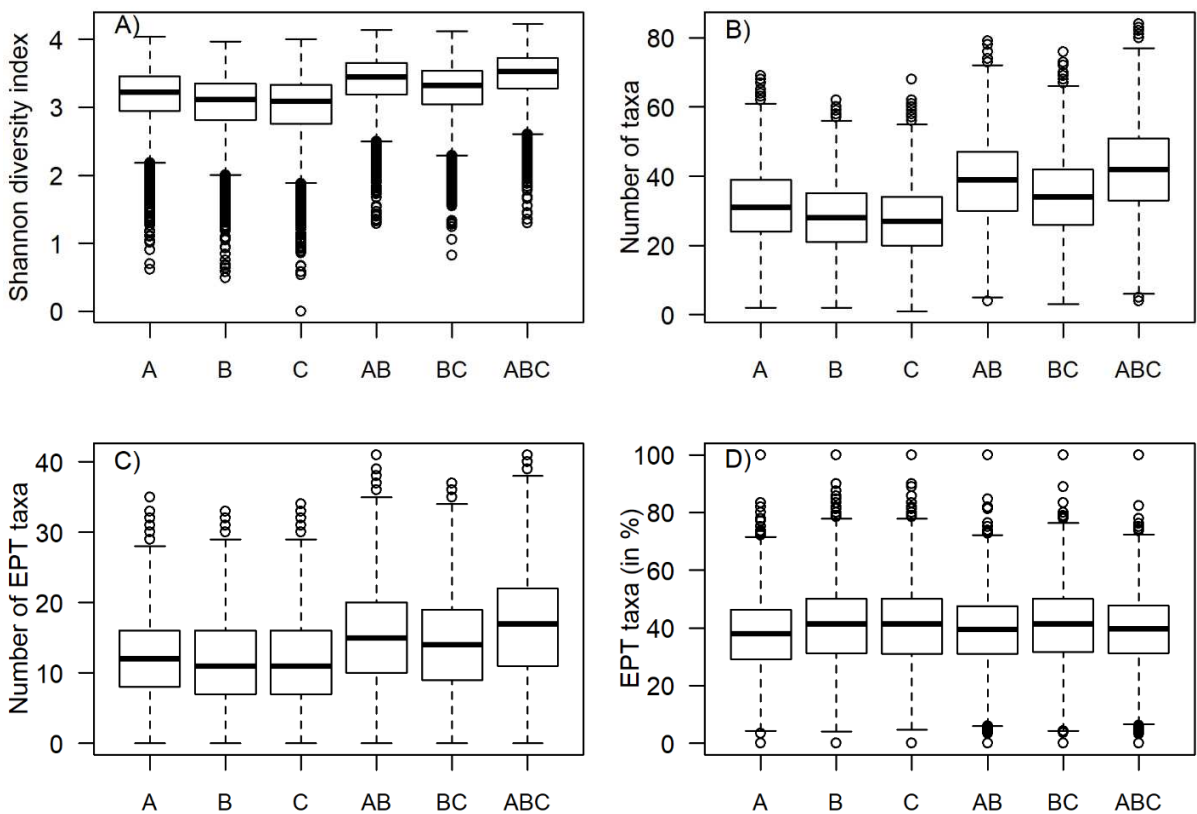 A)
Shannon diversity index
4
3
2
1
0
A B C AB BC ABC
B)
Number of taxa
80
60
40
20
0
A B C AB BC ABC
C)
Number of EPT taxa
40
30
20
10
0
A B C AB BC ABC
D)
EPT taxa (in %)
100
80
60
40
20
0
A B C AB BC ABC